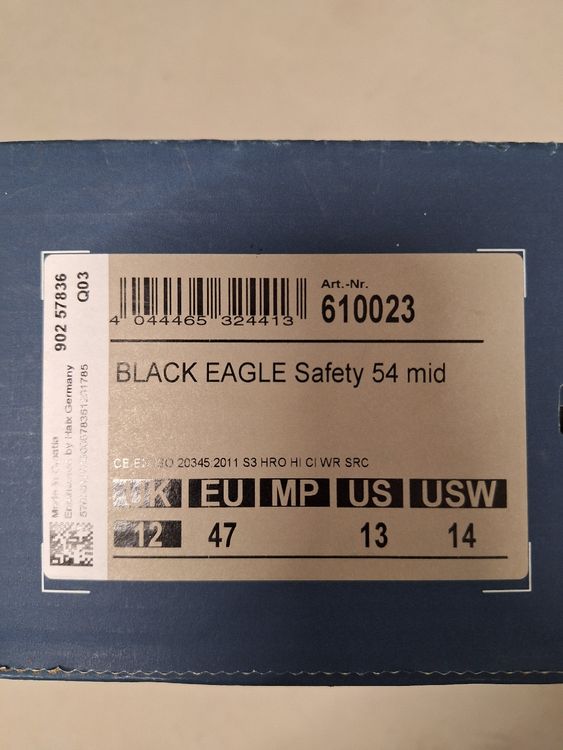 902 57836
Q03
Made in Croatia
by Haix Germany
4 044465 324413
Art.-Nr.
610023
BLACK EAGLE Safety 54 mid
CE EN ISO 20345:2011 S3 HRO HI CI WR SRC
UK EU MP US USW
12 47 13 14